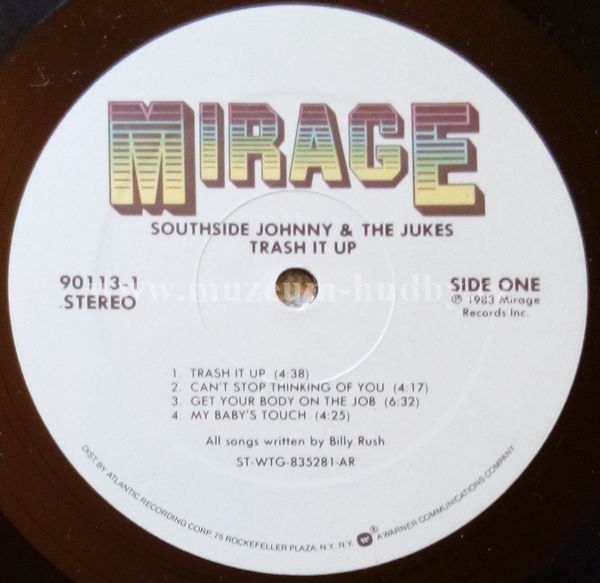 MIRAGE
SOUTHSIDE JOHNNY & THE JUKES
TRASH IT UP
90113-1
STEREO
SIDE ONE
℗ 1983 Mirage
Records Inc.
www.muzeum-hudby.
1. TRASH IT UP (4:38)
2. CAN'T STOP THINKING OF YOU (4:17)
3. GET YOUR BODY ON THE JOB (6:32)
4. MY BABY'S TOUCH (4:25)
All songs written by Billy Rush
ST-WTG-835281-AR
DIST. BY ATLANTIC RECORDING CORP., 75 ROCKEFELLER PLAZA, N.Y., N.Y. W® A WARNER COMMUNICATIONS COMPANY